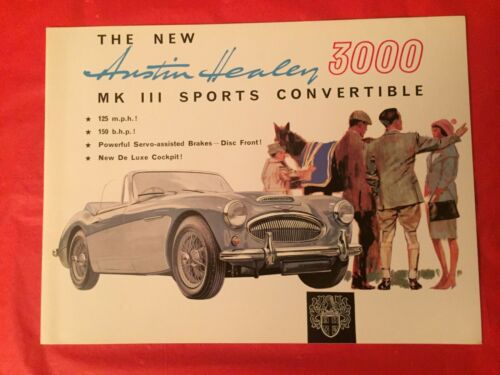 THE NEW
Austin Healey 3000
MK III SPORTS CONVERTIBLE
★ 125 m.p.h.!
★ 150 b.h.p.!
★ Powerful Servo-assisted Brakes — Disc Front!
★ New De Luxe Cockpit!